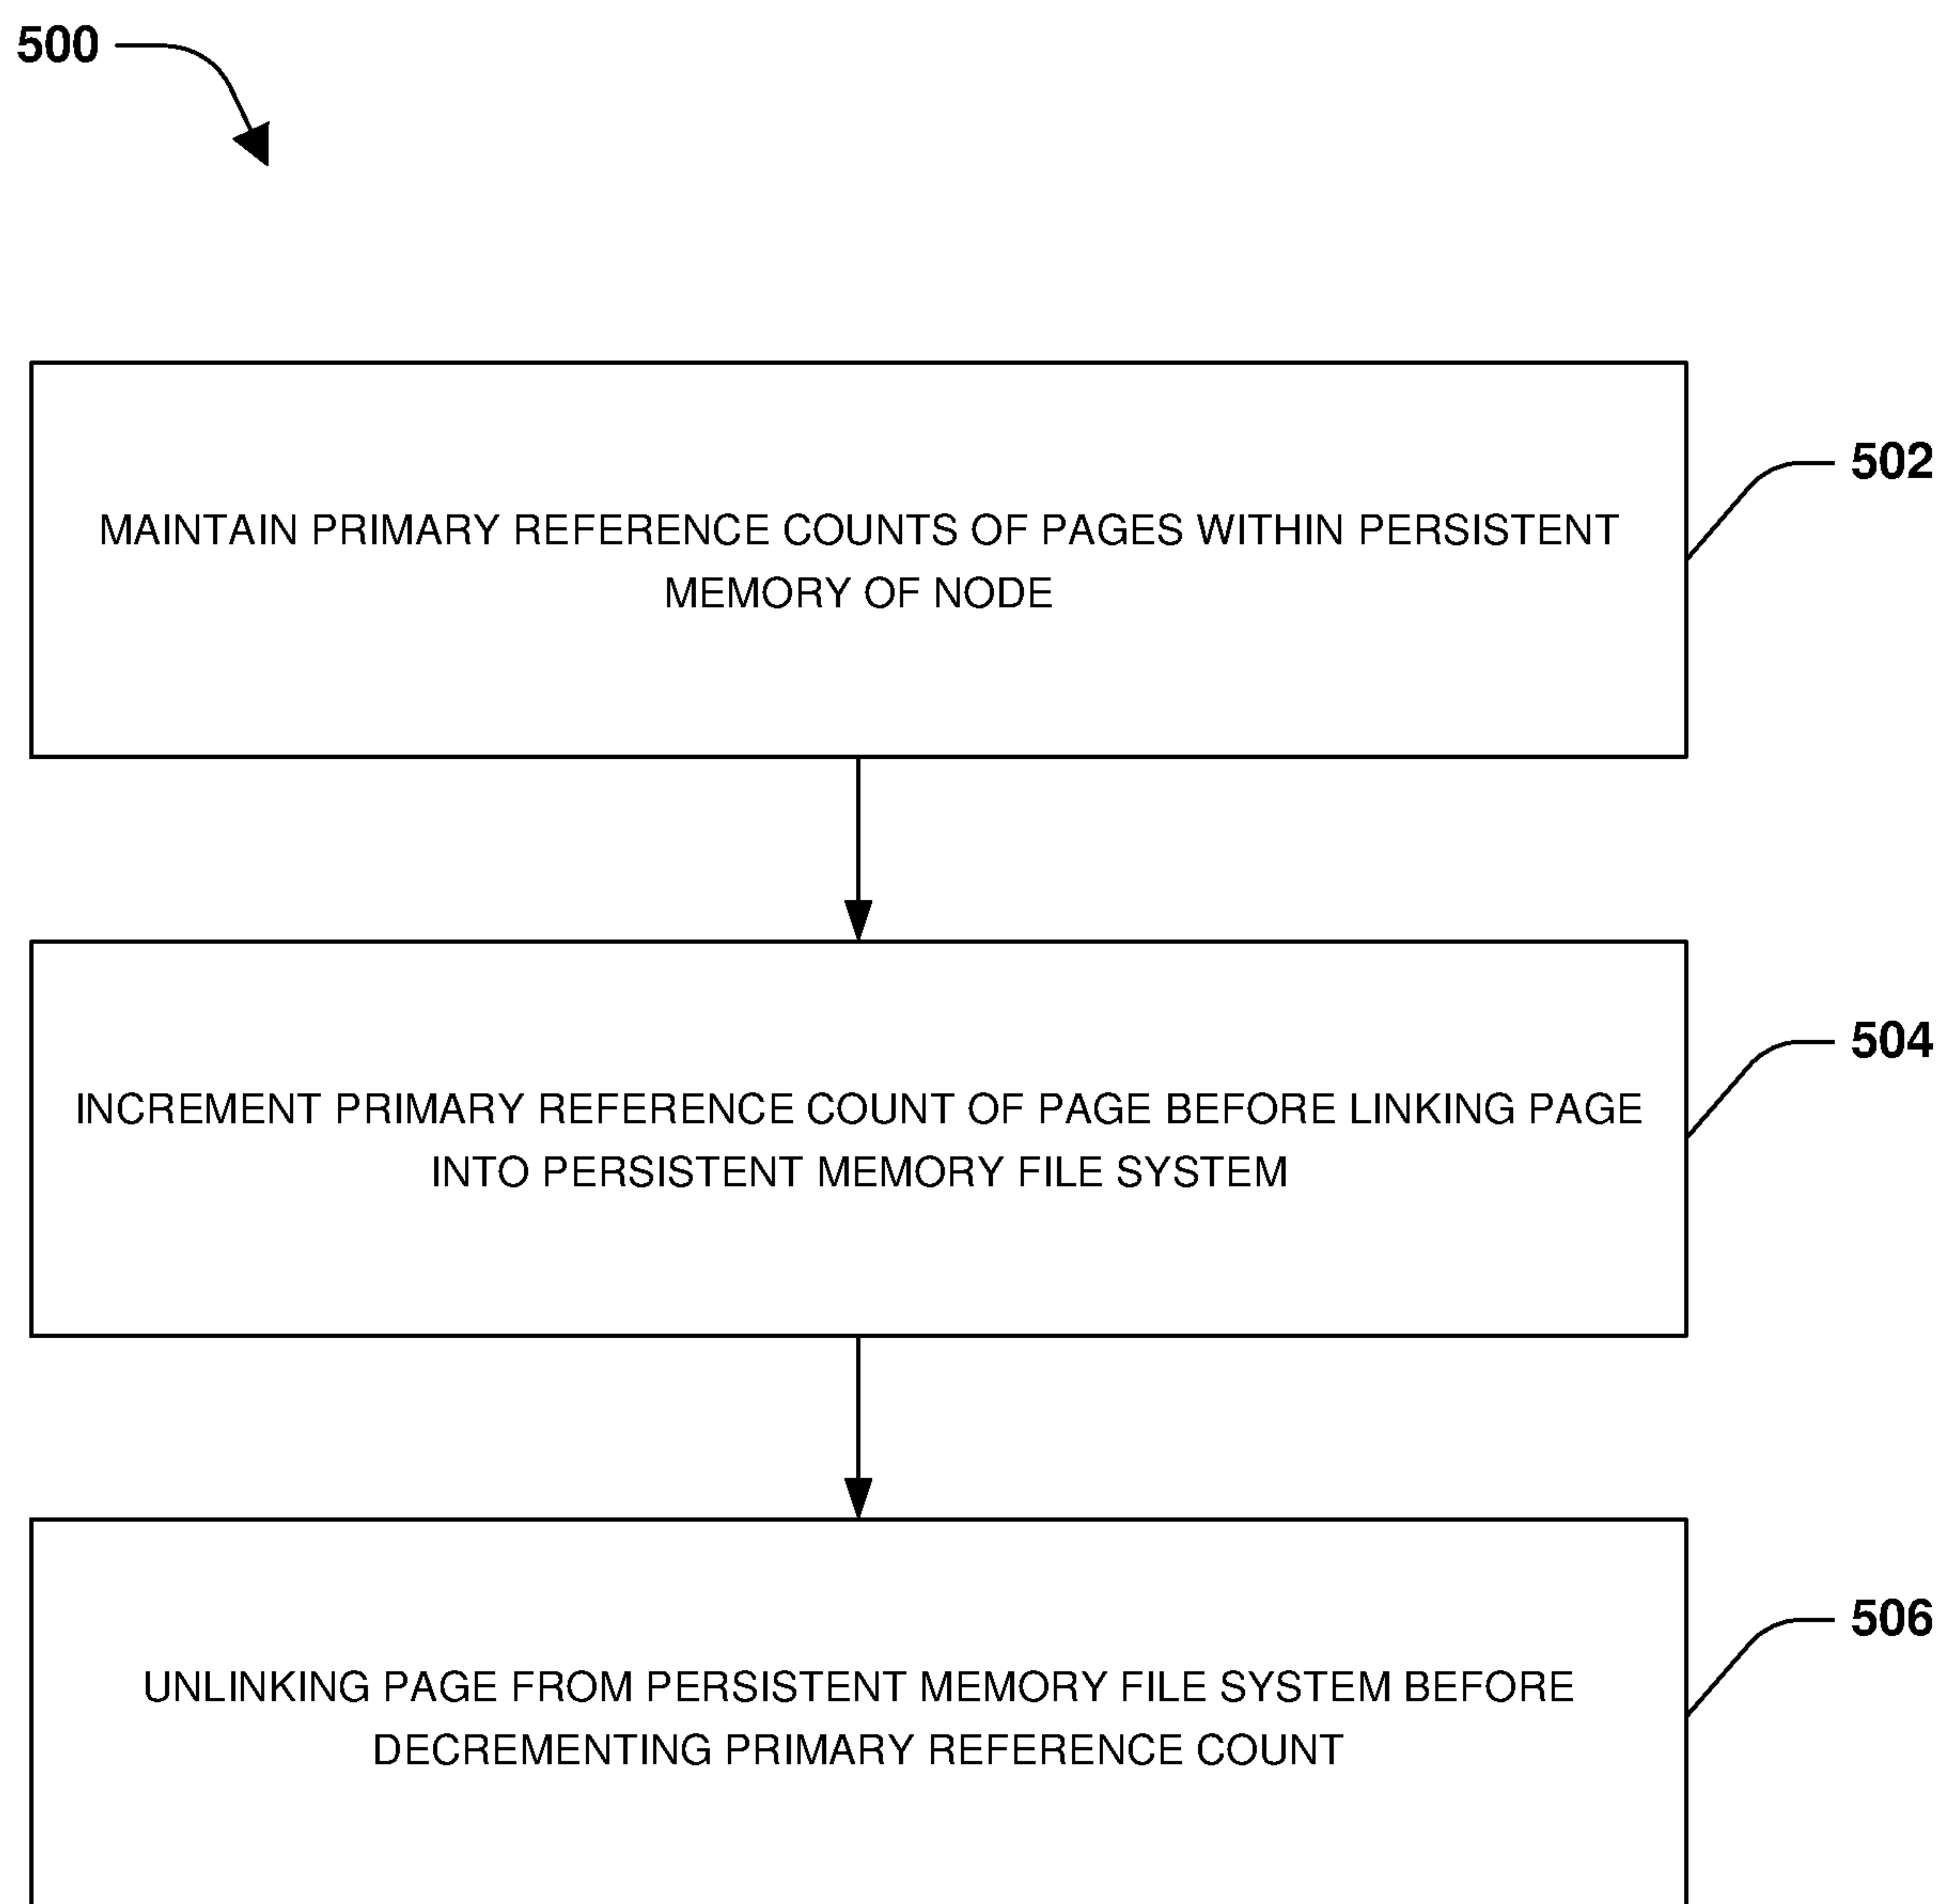 500
MAINTAIN PRIMARY REFERENCE COUNTS OF PAGES WITHIN PERSISTENT
MEMORY OF NODE
502
INCREMENT PRIMARY REFERENCE COUNT OF PAGE BEFORE LINKING PAGE
INTO PERSISTENT MEMORY FILE SYSTEM
504
UNLINKING PAGE FROM PERSISTENT MEMORY FILE SYSTEM BEFORE
DECREMENTING PRIMARY REFERENCE COUNT
506